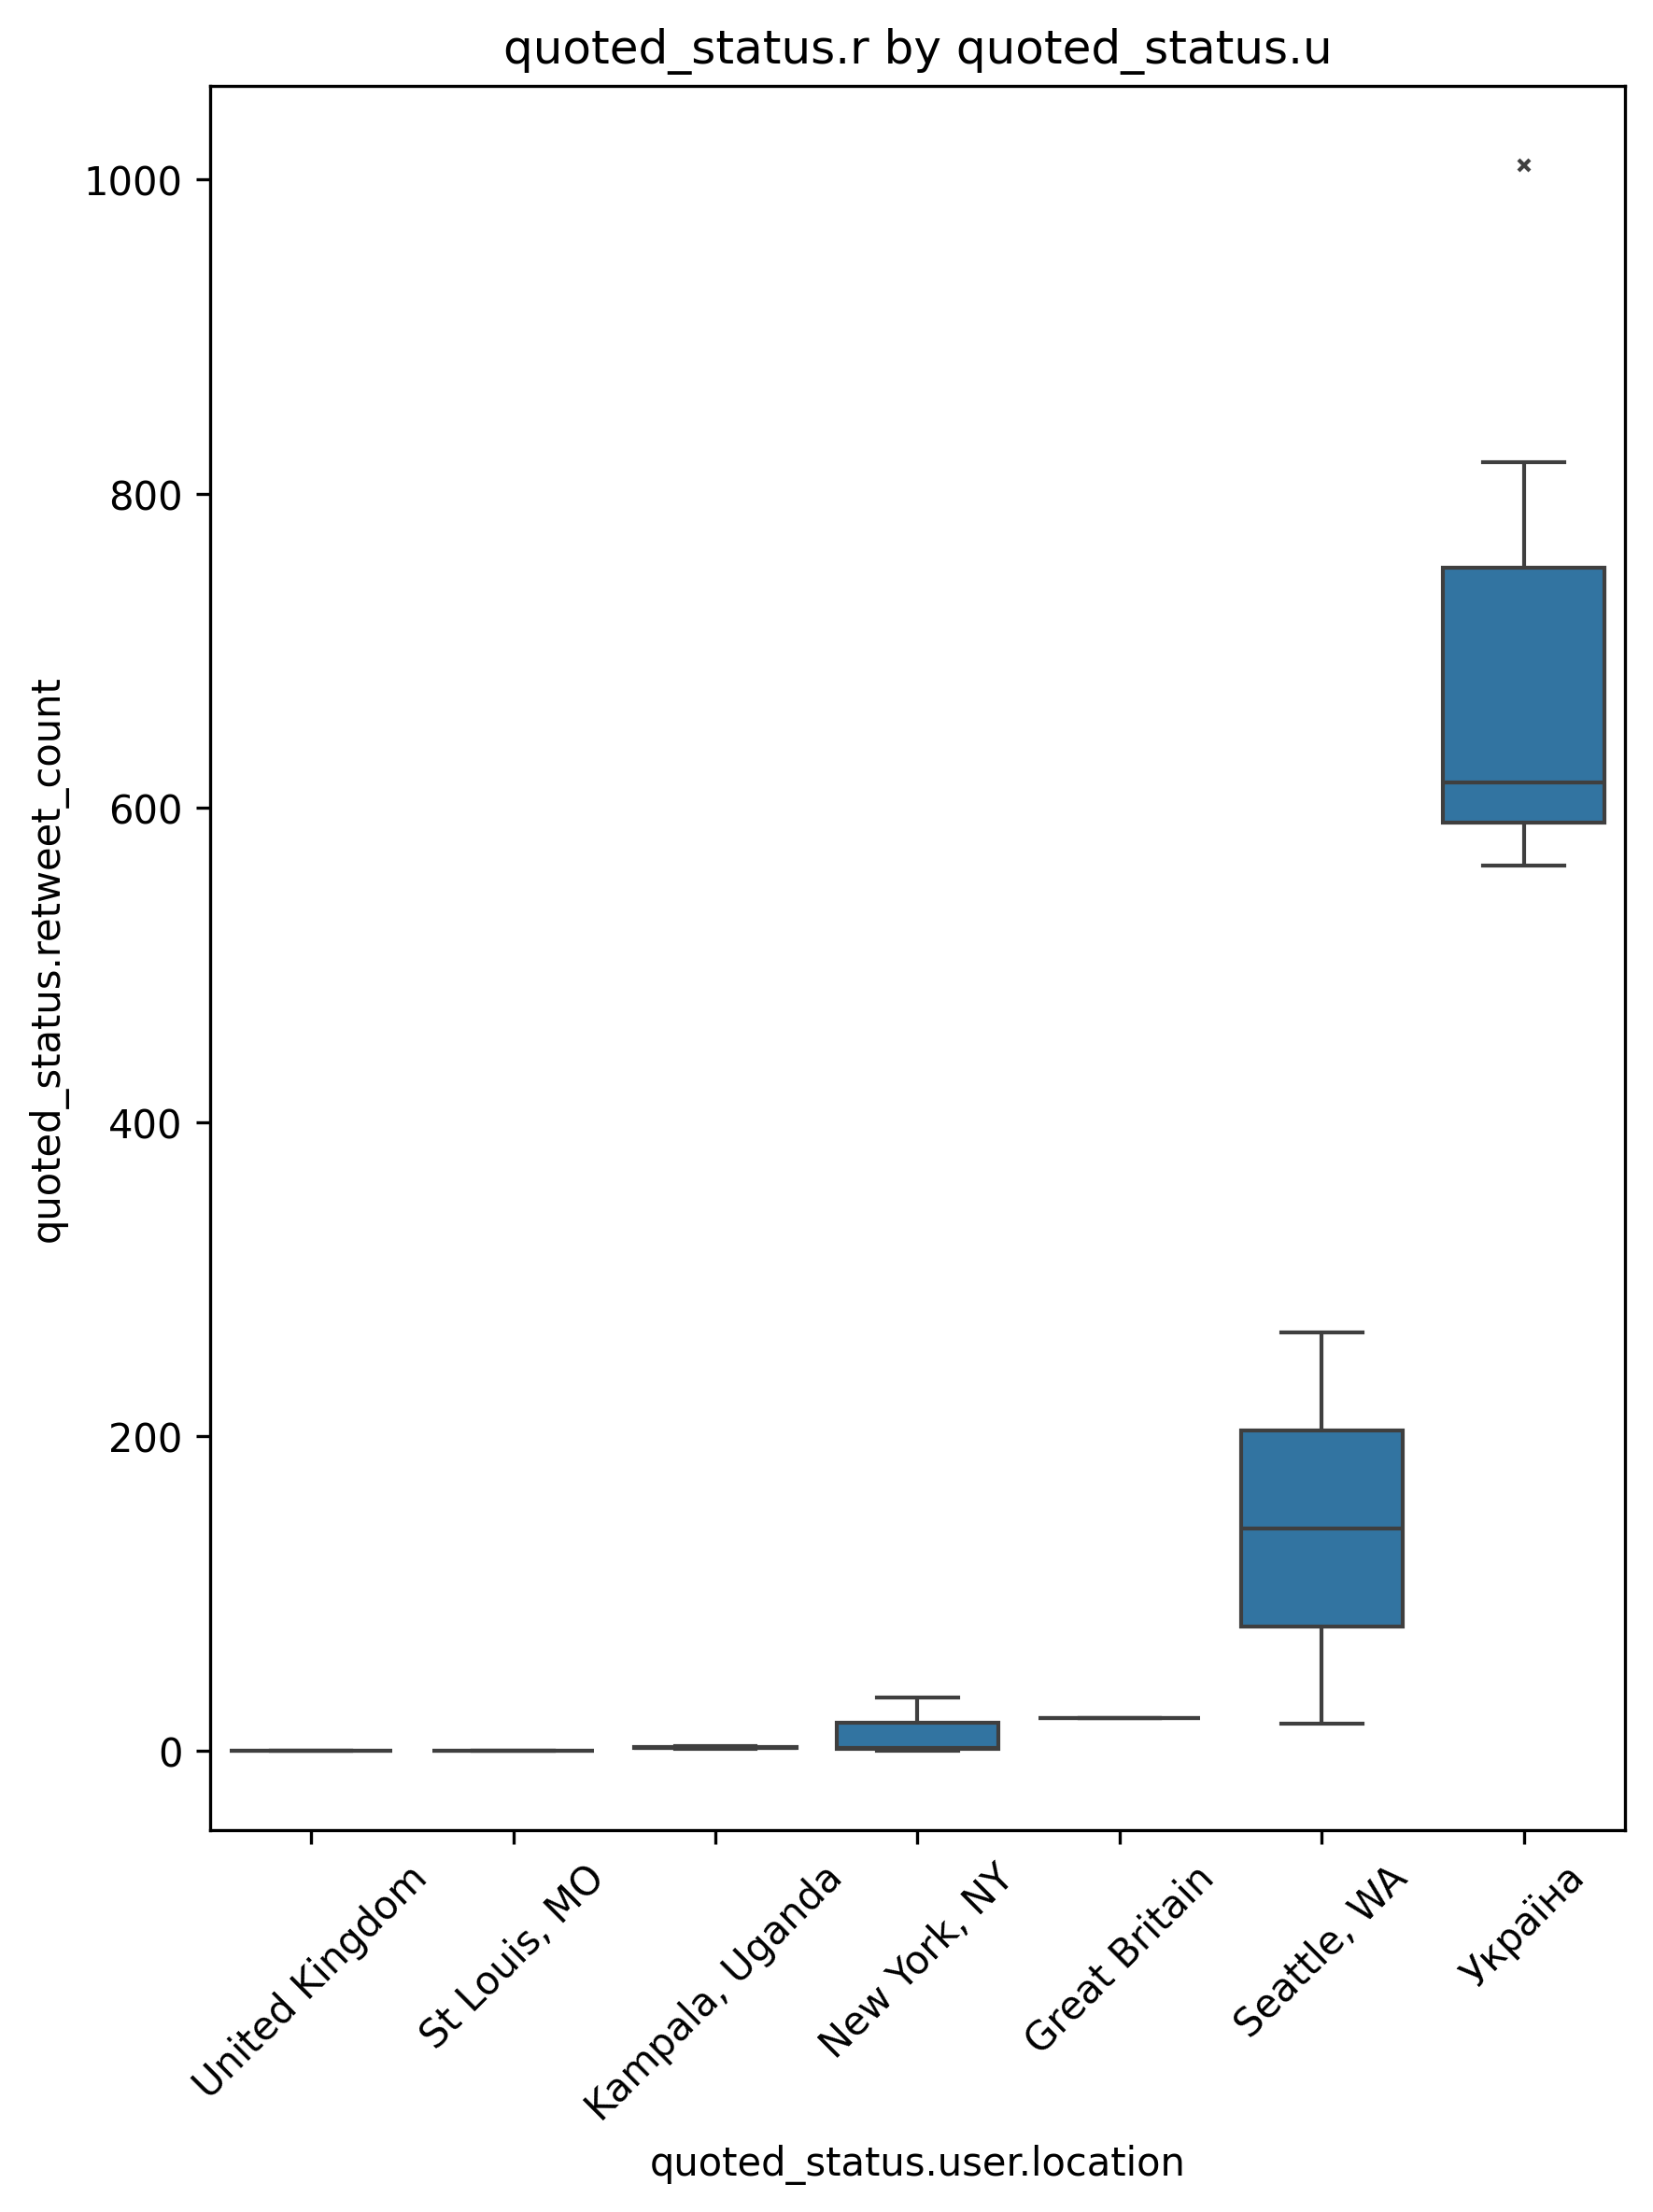 quoted_status.r by quoted_status.u
quoted_status.retweet_count
1000
800
600
400
200
0
United Kingdom
St Louis, MO
Kampala, Uganda
New York, NY
Great Britain
Seattle, WA
Україна
quoted_status.user.location